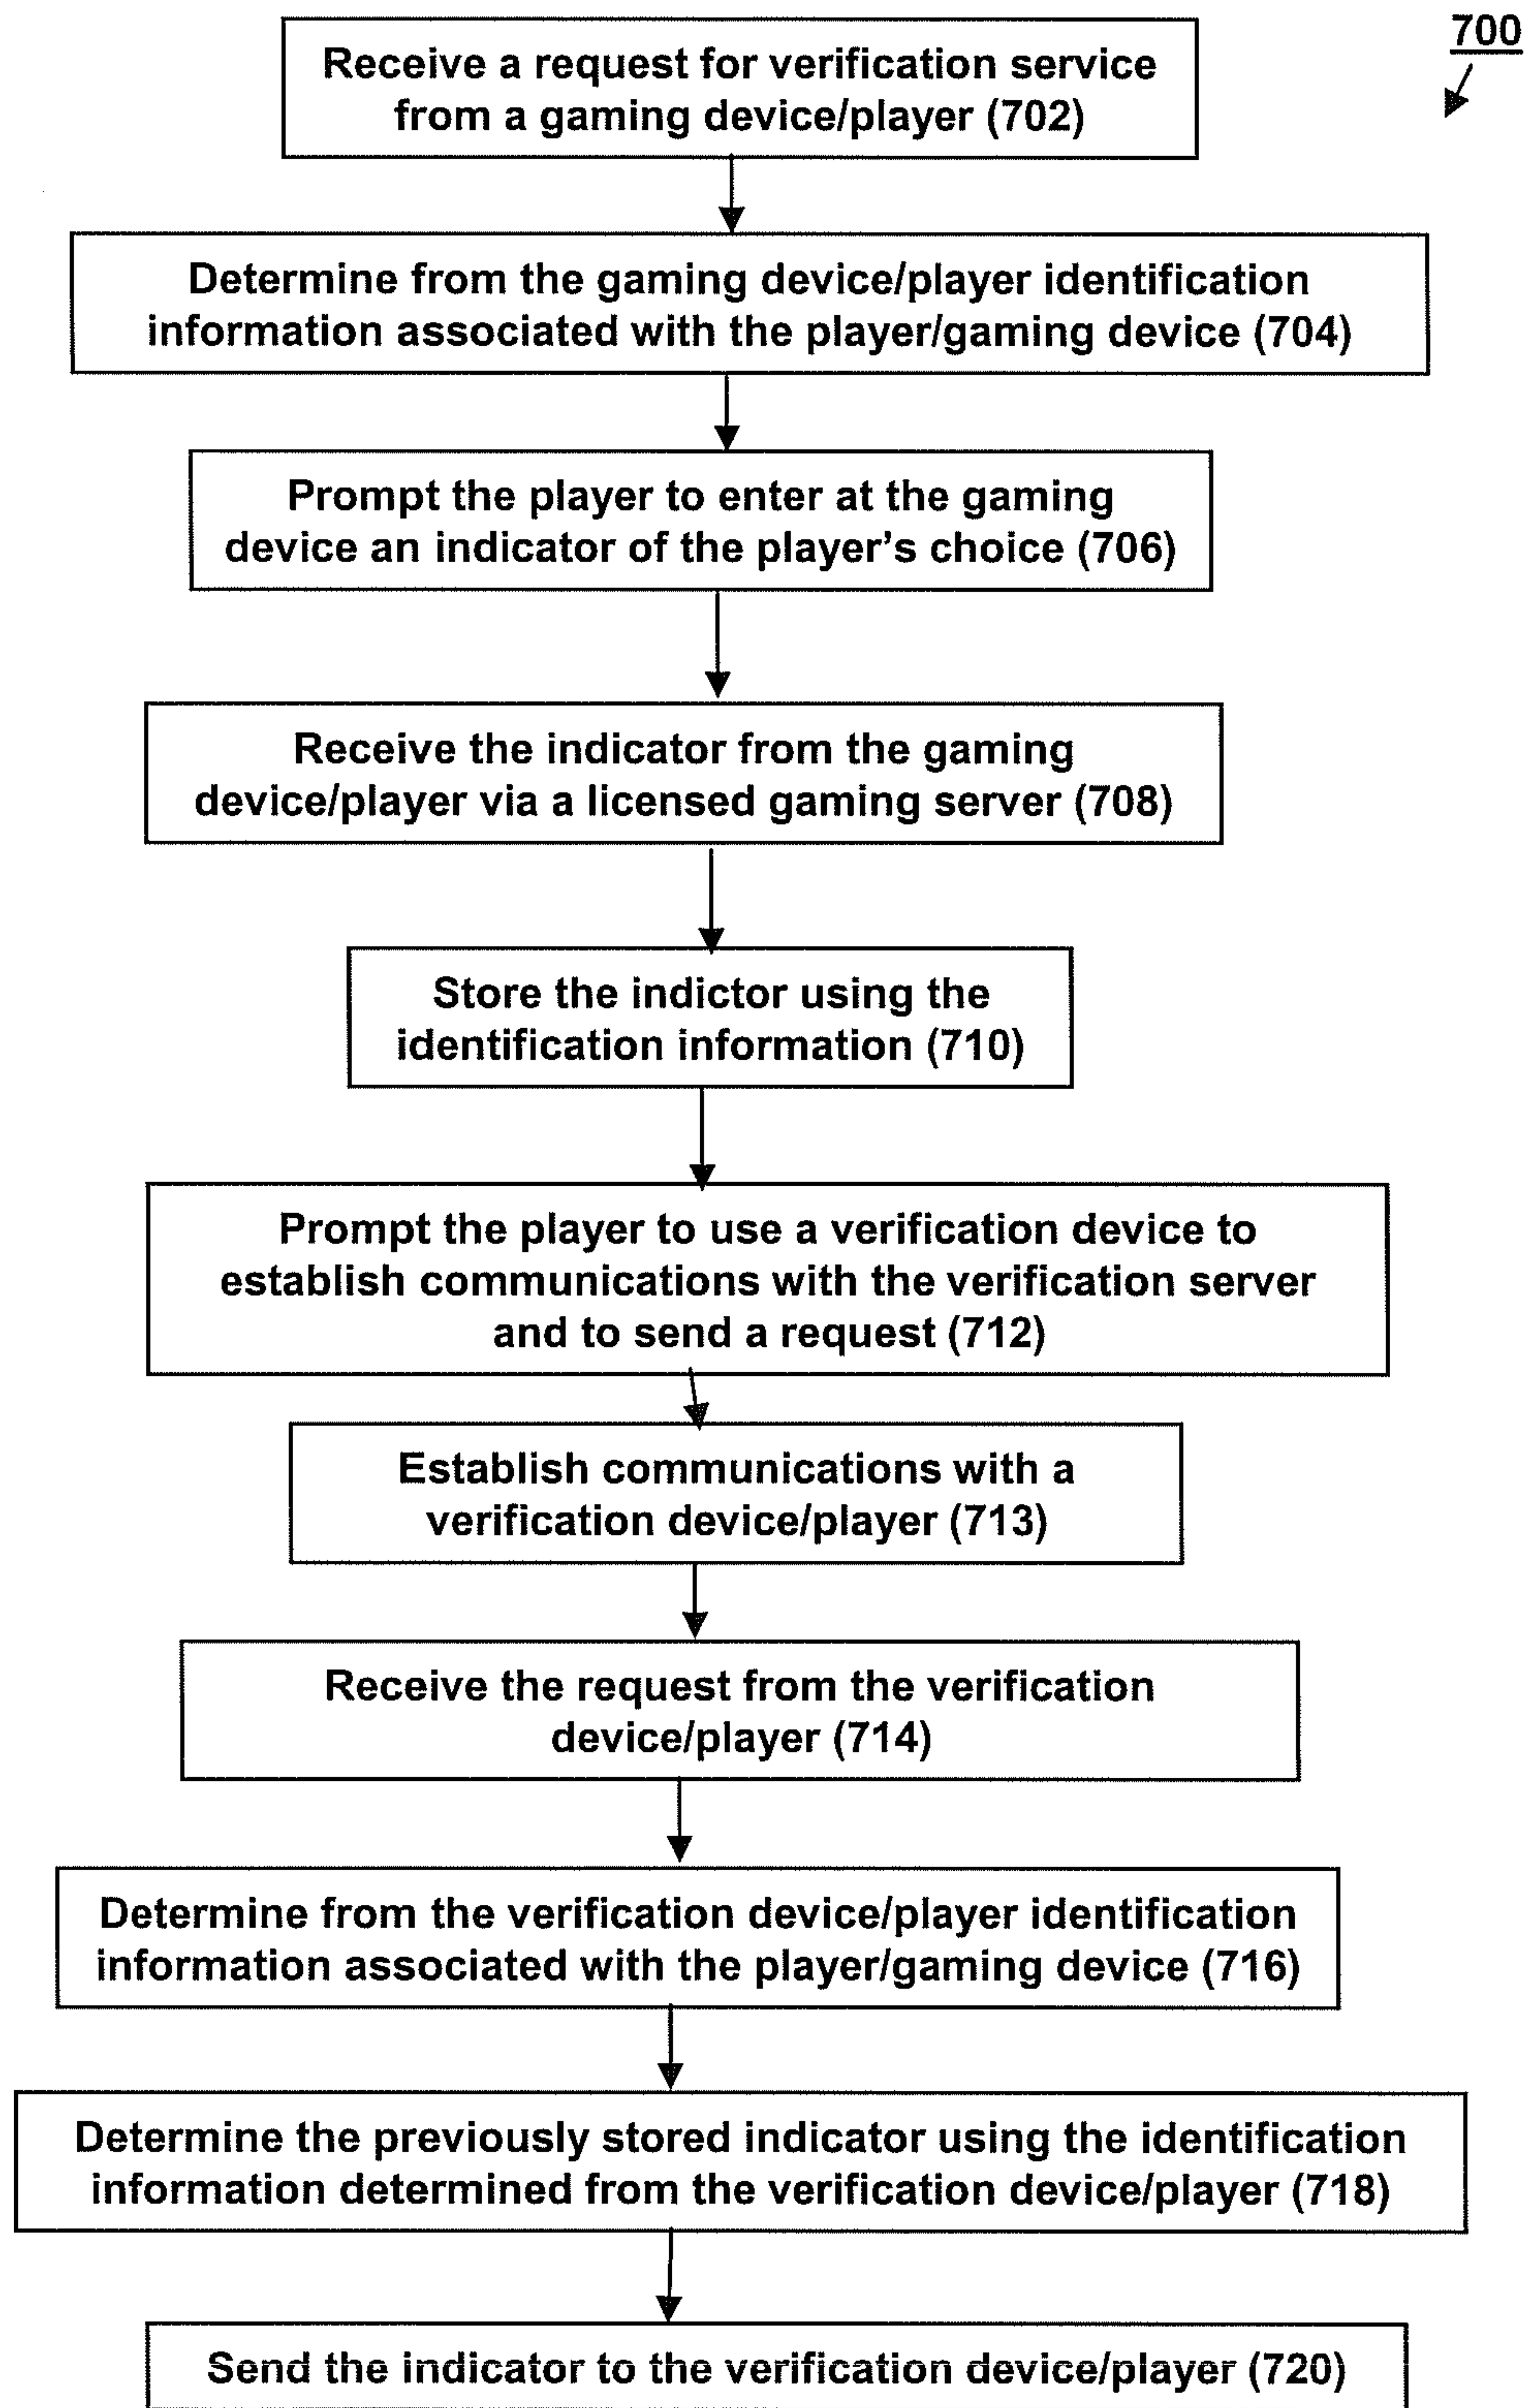 700
Receive a request for verification service
from a gaming device/player (702)
Determine from the gaming device/player identification
information associated with the player/gaming device (704)
Prompt the player to enter at the gaming
device an indicator of the player's choice (706)
Receive the indicator from the gaming
device/player via a licensed gaming server (708)
Store the indictor using the
identification information (710)
Prompt the player to use a verification device to
establish communications with the verification server
and to send a request (712)
Establish communications with a
verification device/player (713)
Receive the request from the verification
device/player (714)
Determine from the verification device/player identification
information associated with the player/gaming device (716)
Determine the previously stored indicator using the identification
information determined from the verification device/player (718)
Send the indicator to the verification device/player (720)